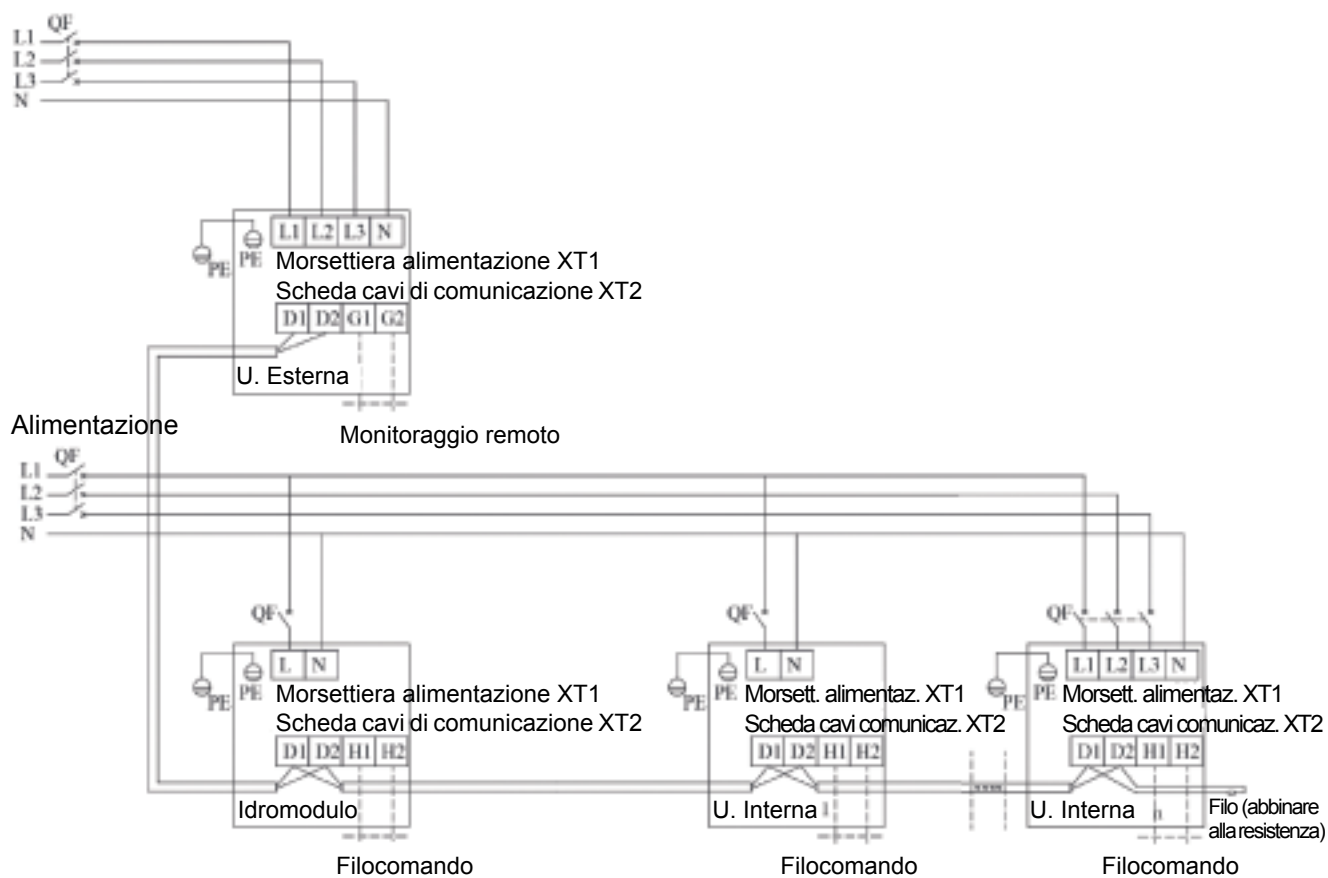 QF
L1
L2
L3
N
L1 L2 L3 N
PE PE
Morsettiera alimentazione XT1
Scheda cavi di comunicazione XT2
D1 D2 G1 G2
U. Esterna
Alimentazione
Monitoraggio remoto
QF
L1
L2
L3
N
QF QF QF
L N L N L1 L2 L3 N
PE PE PE PE PE PE
Morsettiera alimentazione XT1 Morsett. alimentaz. XT1 Morsett. alimentaz. XT1
Scheda cavi di comunicazione XT2 Scheda cavi comunicaz. XT2 Scheda cavi comunicaz. XT2
D1 D2 H1 H2 D1 D2 H1 H2 D1 D2 H1 H2
Idromodulo U. Interna 1 U. Interna n Filo (abbinare
alla resistenza)
Filocomando Filocomando Filocomando